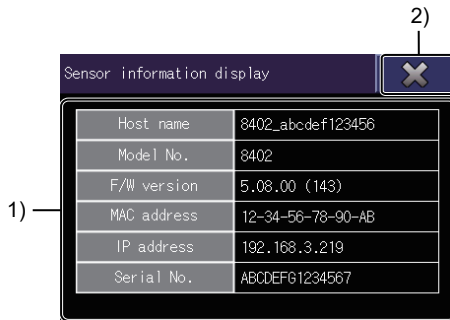 2)
Sensor information display
1)
Host name 8402_abcdef123456
Model No. 8402
F/W version 5.08.00 (143)
MAC address 12-34-56-78-90-AB
IP address 192.168.3.219
Serial No. ABCDEFG1234567